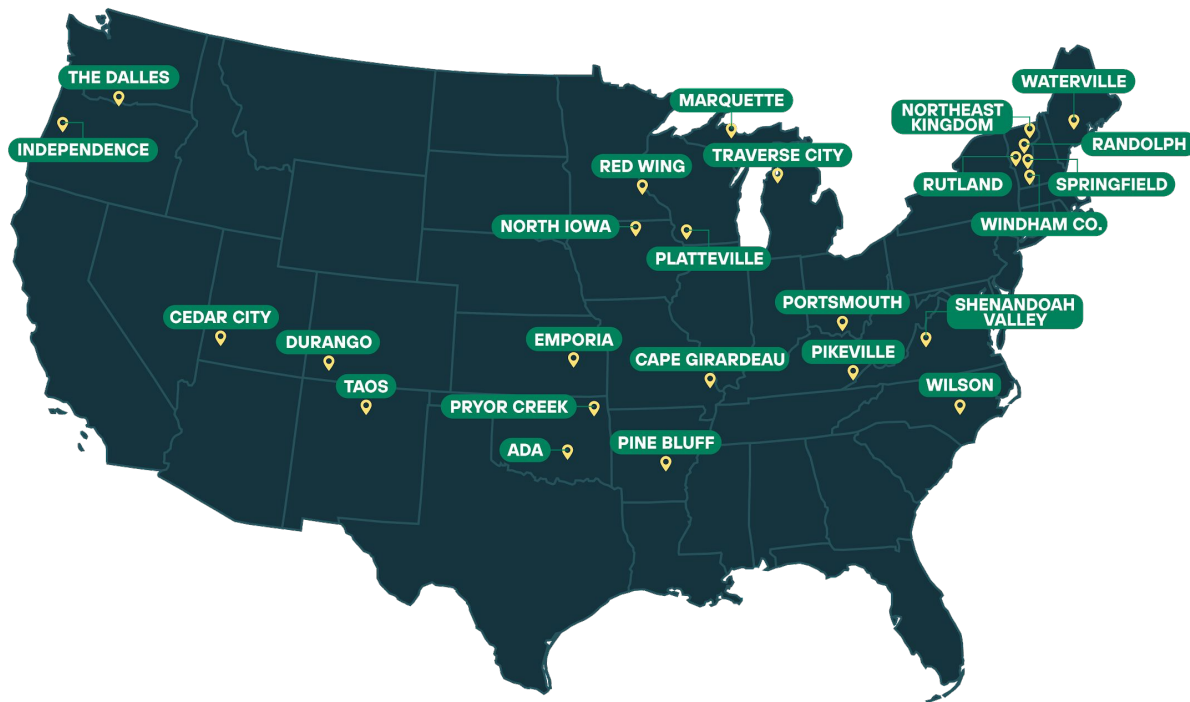 THE DALLES
WATERVILLE
MARQUETTE
NORTHEAST
KINGDOM
RANDOLPH
INDEPENDENCE
TRAVERSE CITY
RED WING
RUTLAND
SPRINGFIELD
NORTH IOWA
WINDHAM CO.
PLATTEVILLE
PORTSMOUTH
SHENANDOAH
VALLEY
CEDAR CITY
EMPORIA
DURANGO
PIKEVILLE
CAPE GIRARDEAU
TAOS
WILSON
PRYOR CREEK
PINE BLUFF
ADA